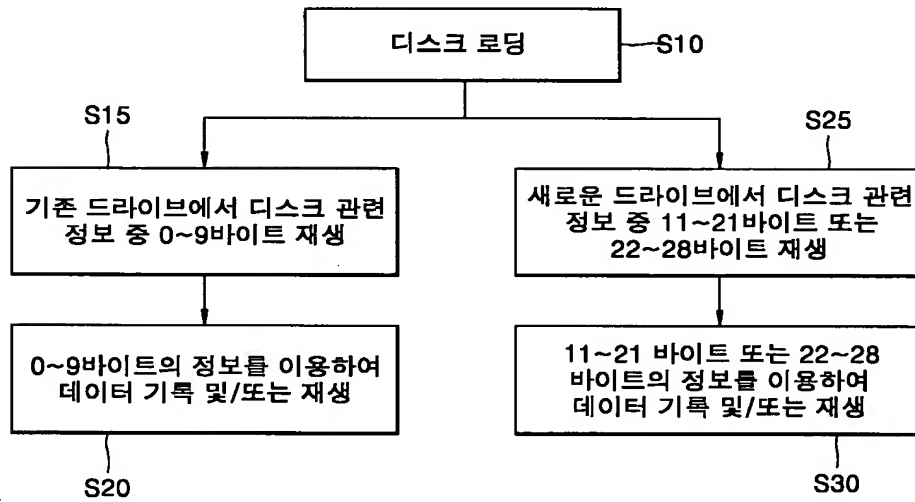 디스크 로딩
S10
S15
기존 드라이브에서 디스크 관련
정보 중 0~9바이트 재생
S25
새로운 드라이브에서 디스크 관련
정보 중 11~21바이트 또는
22~28바이트 재생
0~9바이트의 정보를 이용하여
데이터 기록 및/또는 재생
S20
11~21 바이트 또는 22~28
바이트의 정보를 이용하여
데이터 기록 및/또는 재생
S30